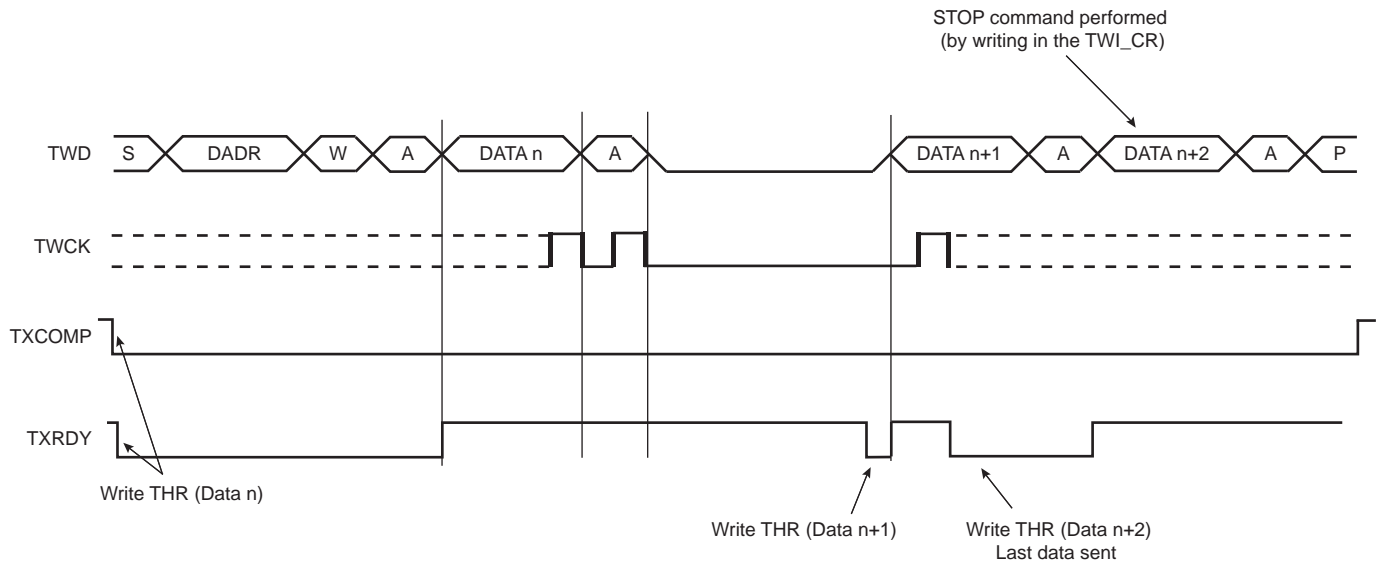 STOP command performed
(by writing in the TWI_CR)
TWD S DADR W A DATA n A DATA n+1 A DATA n+2 A P
TWCK
TXCOMP
TXRDY
Write THR (Data n)
Write THR (Data n+1)
Write THR (Data n+2)
Last data sent